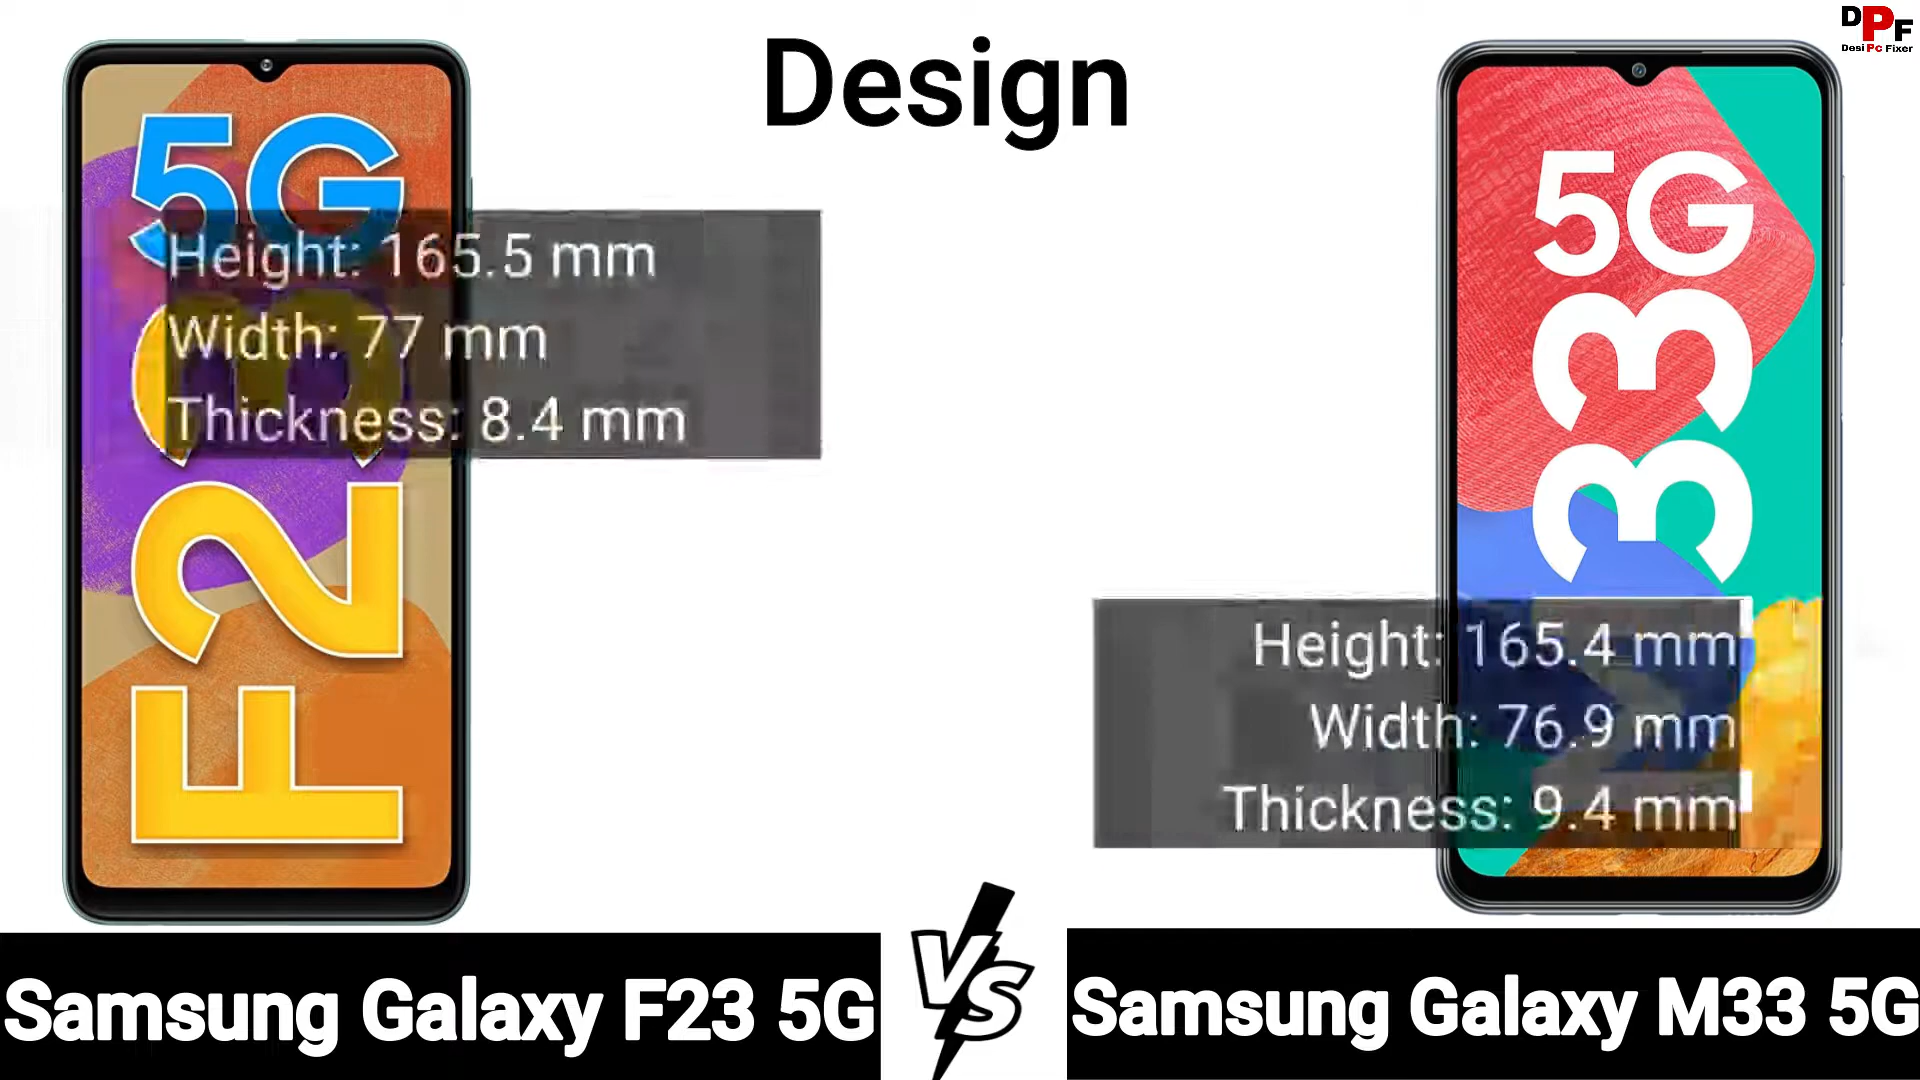 Design
DPF
Desi Pc Fixer
5G
F23
Height: 165.5 mm
Width: 77 mm
Thickness: 8.4 mm
5G
33
Height: 165.4 mm
Width: 76.9 mm
Thickness: 9.4 mm
Samsung Galaxy F23 5G
VS
Samsung Galaxy M33 5G